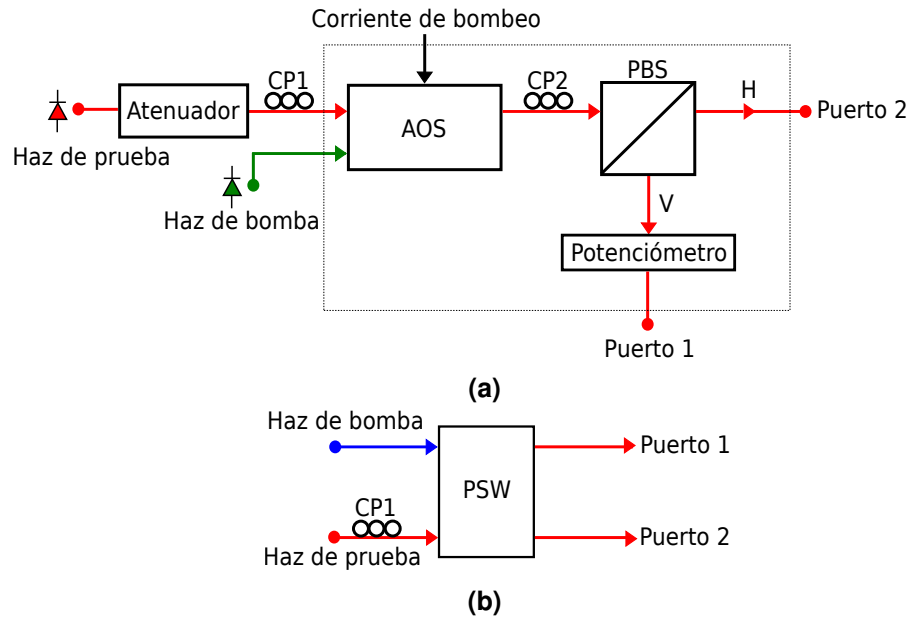 Corriente de bombeo
CP1
CP2
PBS
Atenuador
AOS
H
Puerto 2
Haz de prueba
Haz de bomba
V
Potenciómetro
Puerto 1
(a)
Haz de bomba
Puerto 1
PSW
CP1
Puerto 2
Haz de prueba
(b)